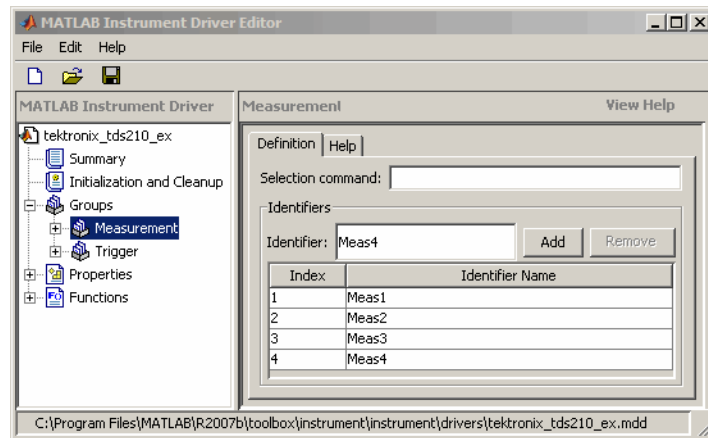 MATLAB Instrument Driver Editor
File Edit Help
MATLAB Instrument Driver
tektronix_tds210_ex
Summary
Initialization and Cleanup
Groups
Measurement
Trigger
Properties
Functions
Measurement View Help
Definition Help
Selection command:
Identifiers
Identifier: Meas4 Add Remove
Index Identifier Name
1 Meas1
2 Meas2
3 Meas3
4 Meas4
C:\Program Files\MATLAB\R2007b\toolbox\instrument\instrument\drivers\tektronix_tds210_ex.mdd